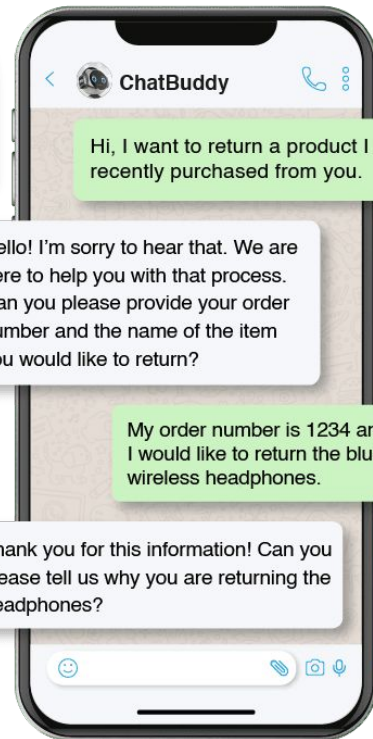 ChatBuddy
Hi, I want to return a product I
recently purchased from you.
ello! I'm sorry to hear that. We are
ere to help you with that process.
an you please provide your order
umber and the name of the item
ou would like to return?
My order number is 1234 an
I would like to return the blu
wireless headphones.
hank you for this information! Can you
ease tell us why you are returning the
eadphones?